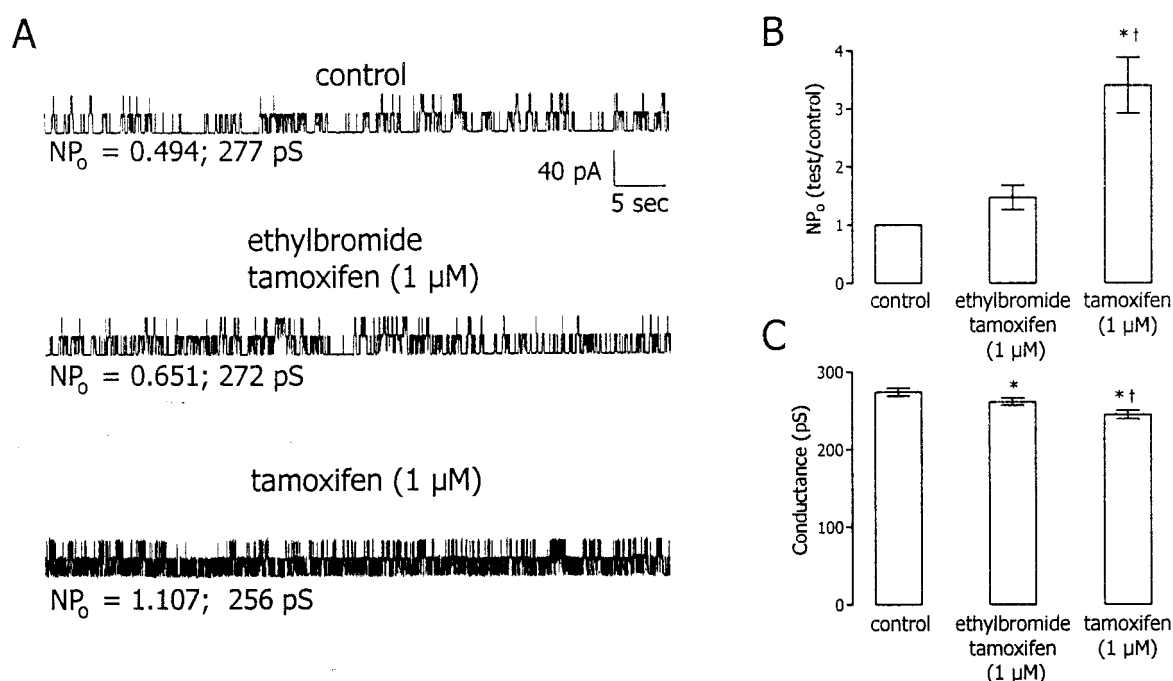 A
control
NPo = 0.494; 277 pS
40 pA
5 sec
ethylbromide
tamoxifen (1 µM)
NPo = 0.651; 272 pS
tamoxifen (1 µM)
NPo = 1.107; 256 pS
B
NPo (test/control)
4
3
2
1
0
* †
control
ethylbromide
tamoxifen
(1 µM)
tamoxifen
(1 µM)
C
Conductance (pS)
300
200
100
0
*
* †
control
ethylbromide
tamoxifen
(1 µM)
tamoxifen
(1 µM)